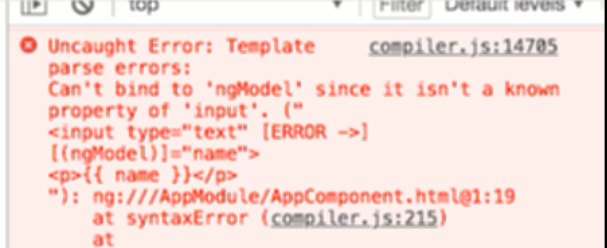 top Filter Default levels
Uncaught Error: Template compiler.js:14705
parse errors:
Can't bind to 'ngModel' since it isn't a known
property of 'input'. ("
<input type="text" [ERROR ->]
[(ngModel)]="name">
<p>{{ name }}</p>
"): ng:///AppModule/AppComponent.html@1:19
at syntaxError (compiler.js:215)
at